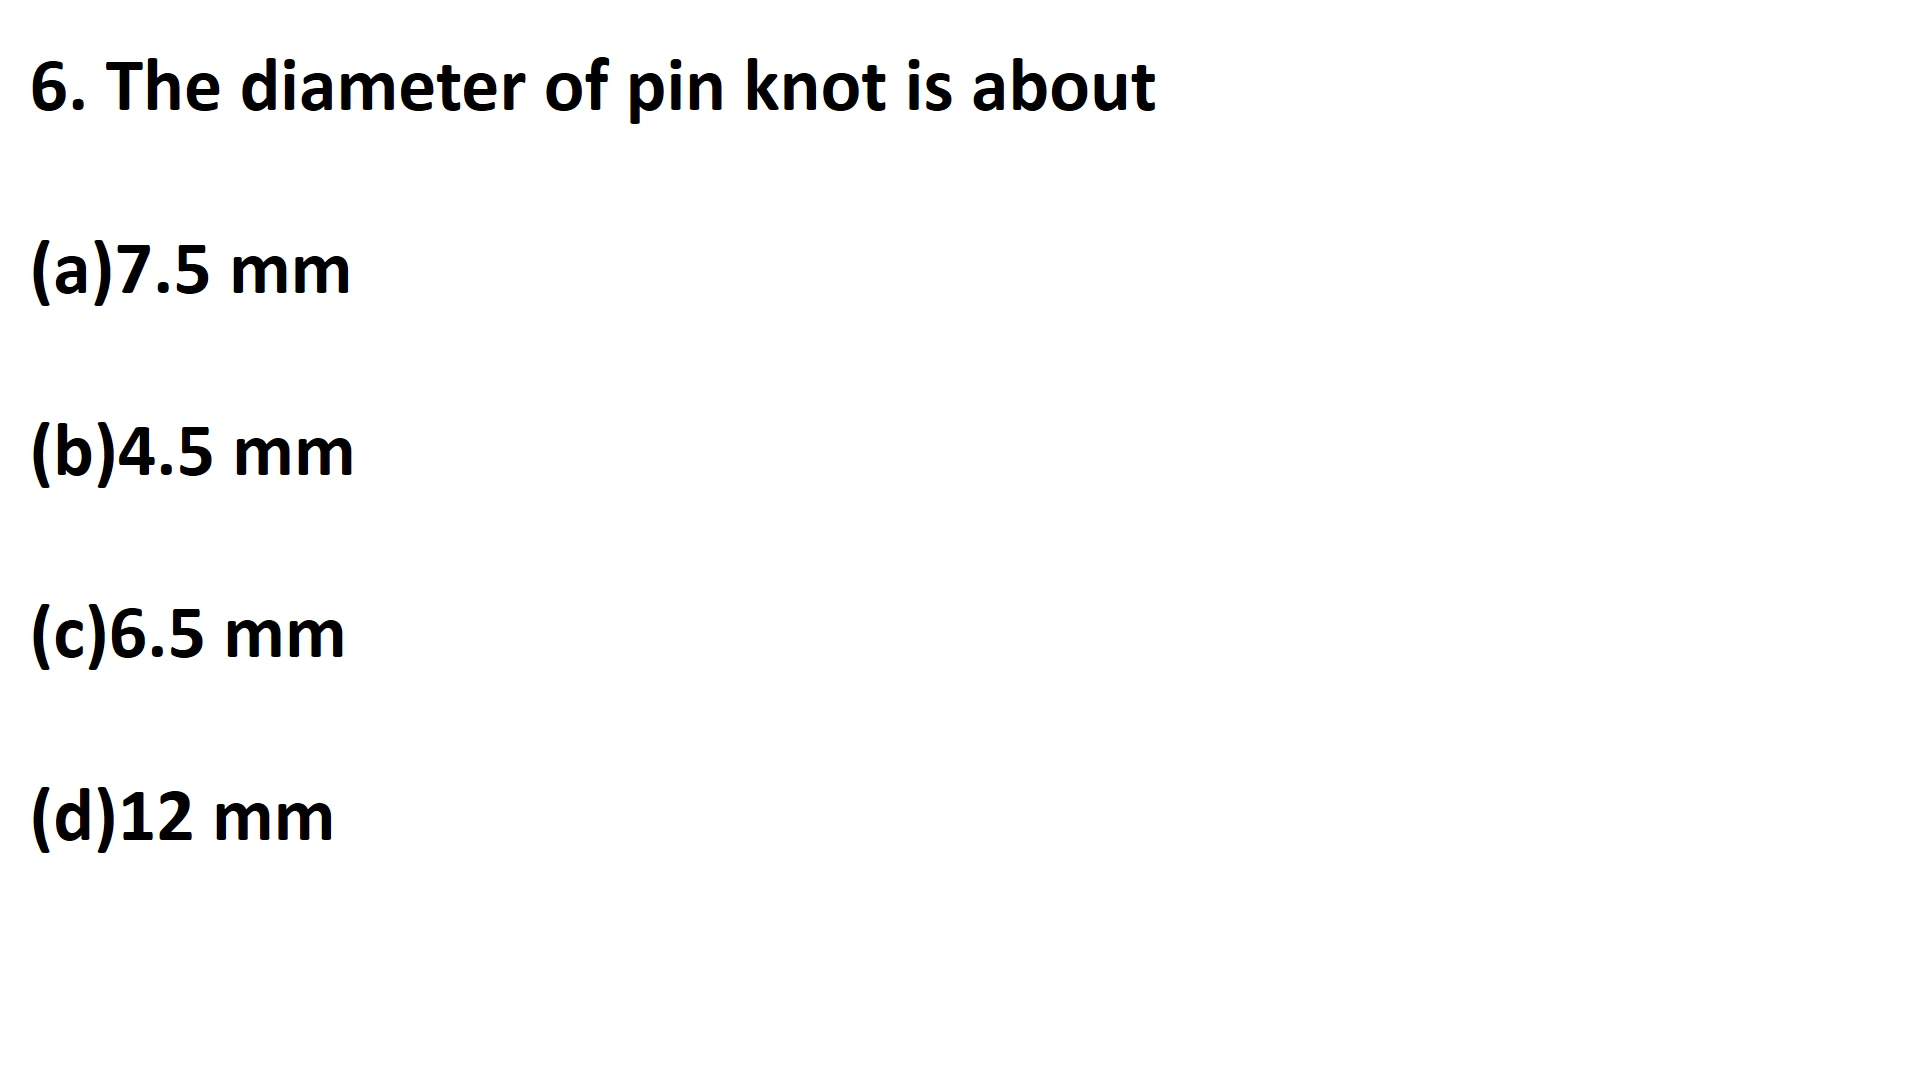 6. The diameter of pin knot is about
(a)7.5 mm
(b)4.5 mm
(c)6.5 mm
(d)12 mm